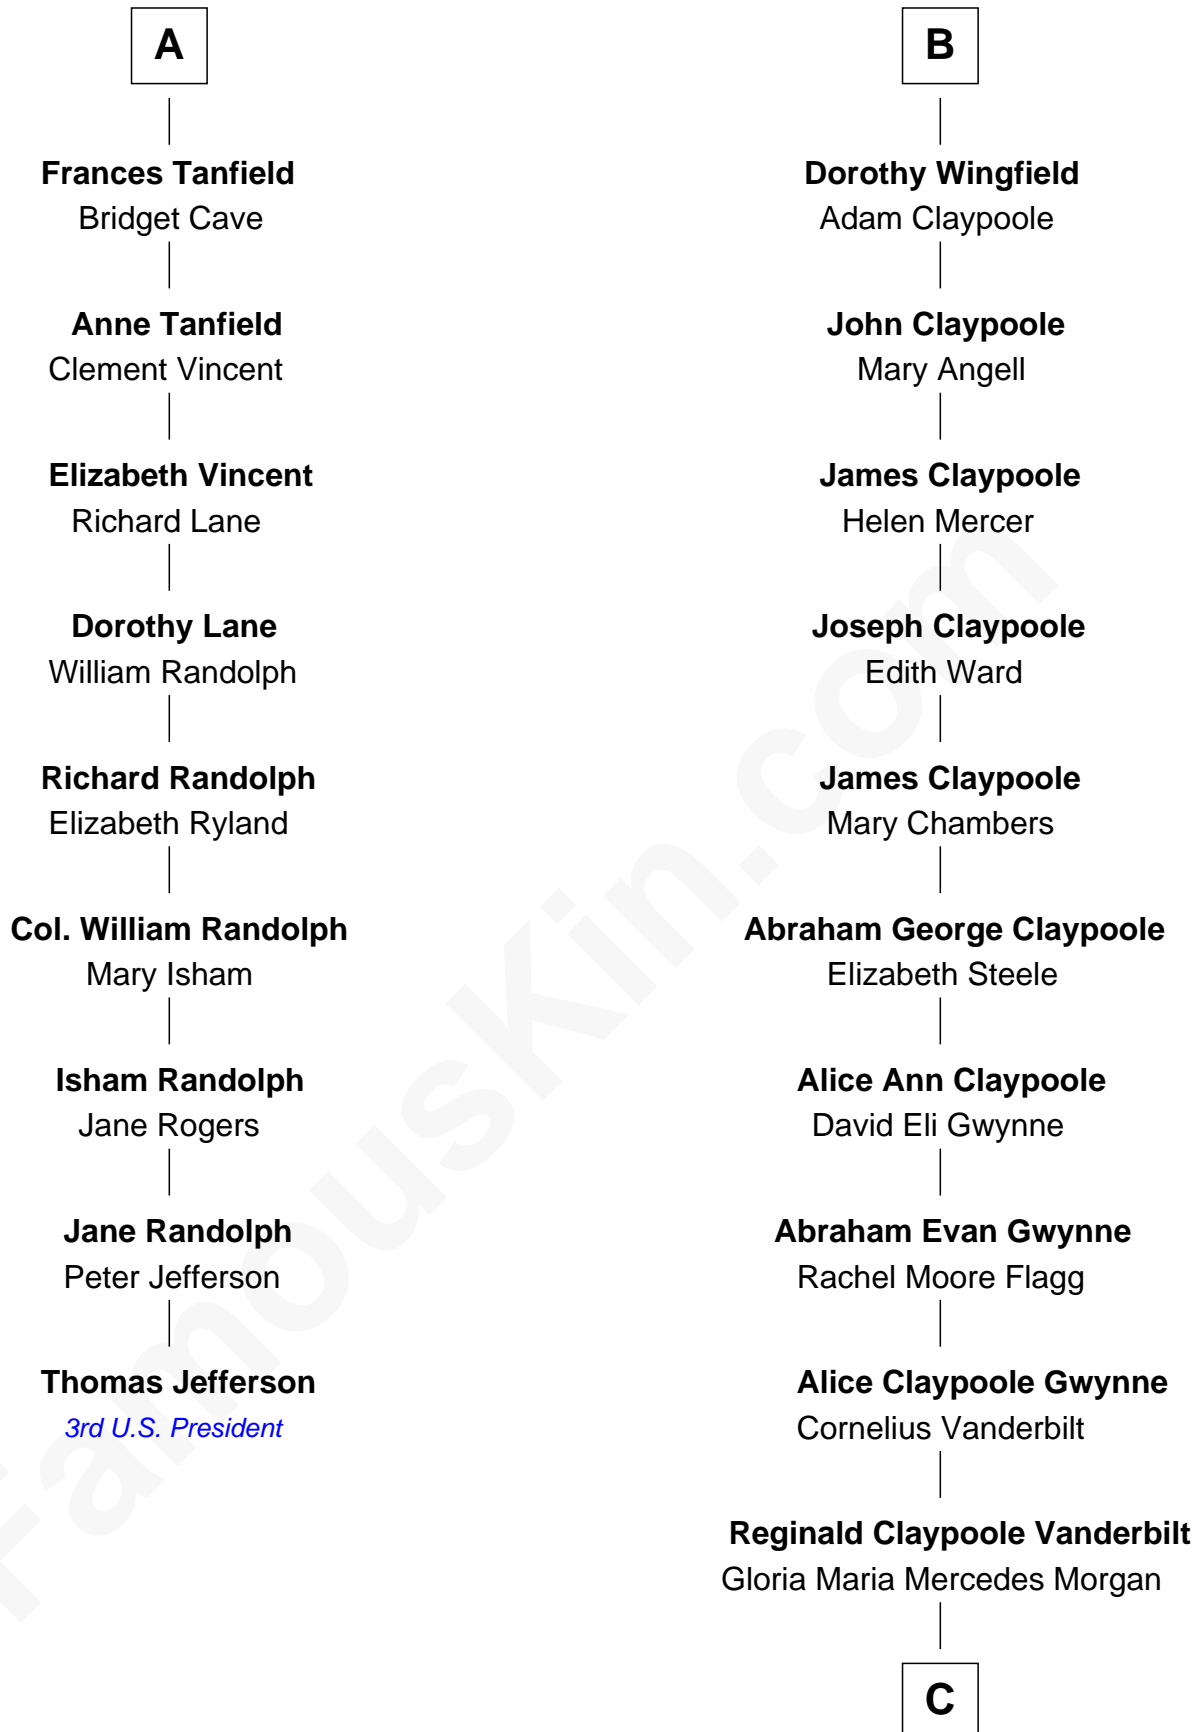 A
Frances Tanfield
Bridget Cave
Anne Tanfield
Clement Vincent
Elizabeth Vincent
Richard Lane
Dorothy Lane
William Randolph
Richard Randolph
Elizabeth Ryland
Col. William Randolph
Mary Isham
Isham Randolph
Jane Rogers
Jane Randolph
Peter Jefferson
Thomas Jefferson
3rd U.S. President
B
Dorothy Wingfield
Adam Claypoole
John Claypoole
Mary Angell
James Claypoole
Helen Mercer
Joseph Claypoole
Edith Ward
James Claypoole
Mary Chambers
Abraham George Claypoole
Elizabeth Steele
Alice Ann Claypoole
David Eli Gwynne
Abraham Evan Gwynne
Rachel Moore Flagg
Alice Claypoole Gwynne
Cornelius Vanderbilt
Reginald Claypoole Vanderbilt
Gloria Maria Mercedes Morgan
C
FamousKin.com